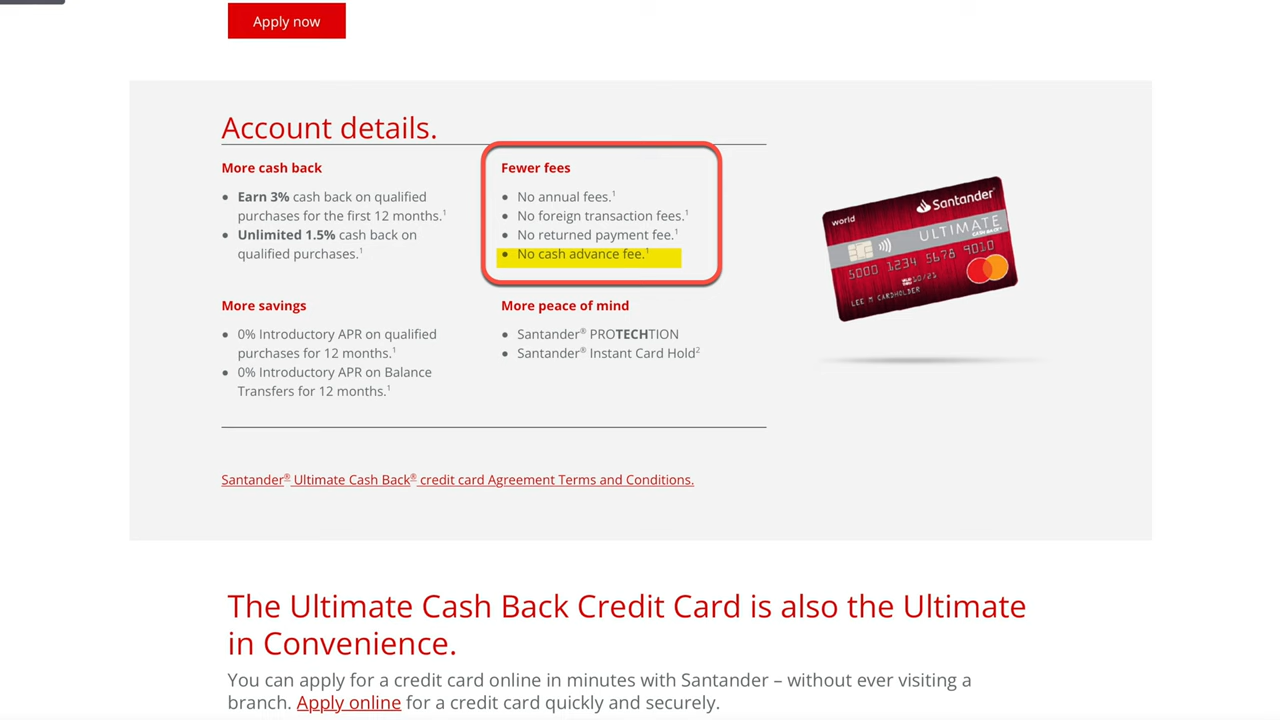 Apply now
Account details.
More cash back
• Earn 3% cash back on qualified
purchases for the first 12 months.¹
• Unlimited 1.5% cash back on
qualified purchases.¹
Fewer fees
• No annual fees.¹
• No foreign transaction fees.¹
• No returned payment fee.¹
• No cash advance fee.¹
More savings
• 0% Introductory APR on qualified
purchases for 12 months.¹
• 0% Introductory APR on Balance
Transfers for 12 months.¹
More peace of mind
• Santander® PROTECHTION
• Santander® Instant Card Hold²
world
Santander®
ULTIMATE
CASH BACK
5000 1234 5678 9010
10/21
LEE M CARDHOLDER
Santander® Ultimate Cash Back® credit card Agreement Terms and Conditions.
The Ultimate Cash Back Credit Card is also the Ultimate
in Convenience.
You can apply for a credit card online in minutes with Santander – without ever visiting a
branch. Apply online for a credit card quickly and securely.